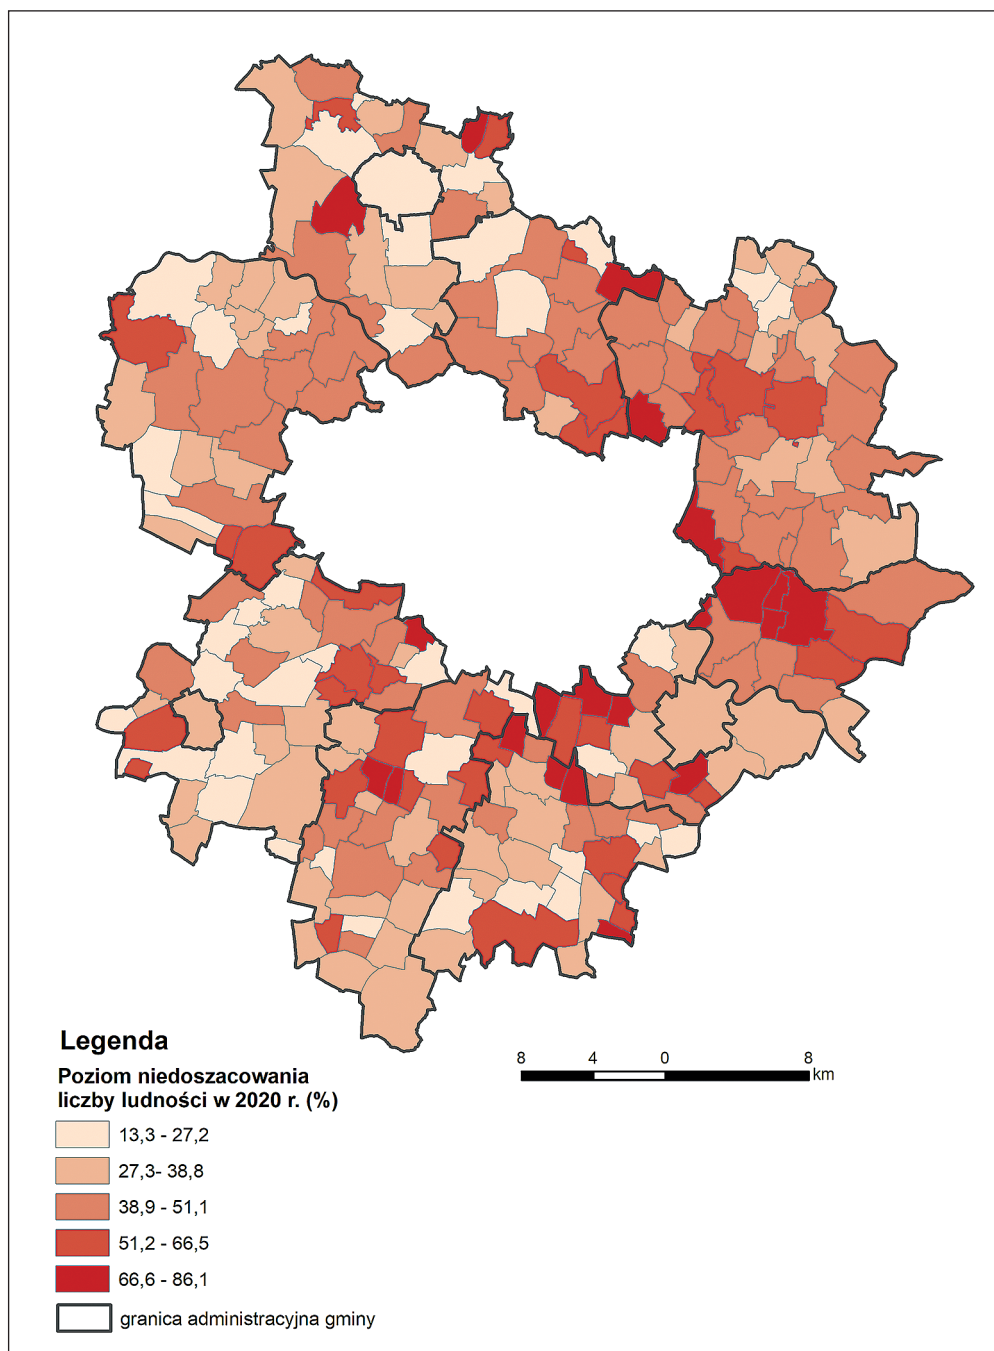 Legenda
Poziom niedoszacowania
liczby ludności w 2020 r. (%)
13,3 - 27,2
27,3- 38,8
38,9 - 51,1
51,2 - 66,5
66,6 - 86,1
granica administracyjna gminy
8 4 0 8
km